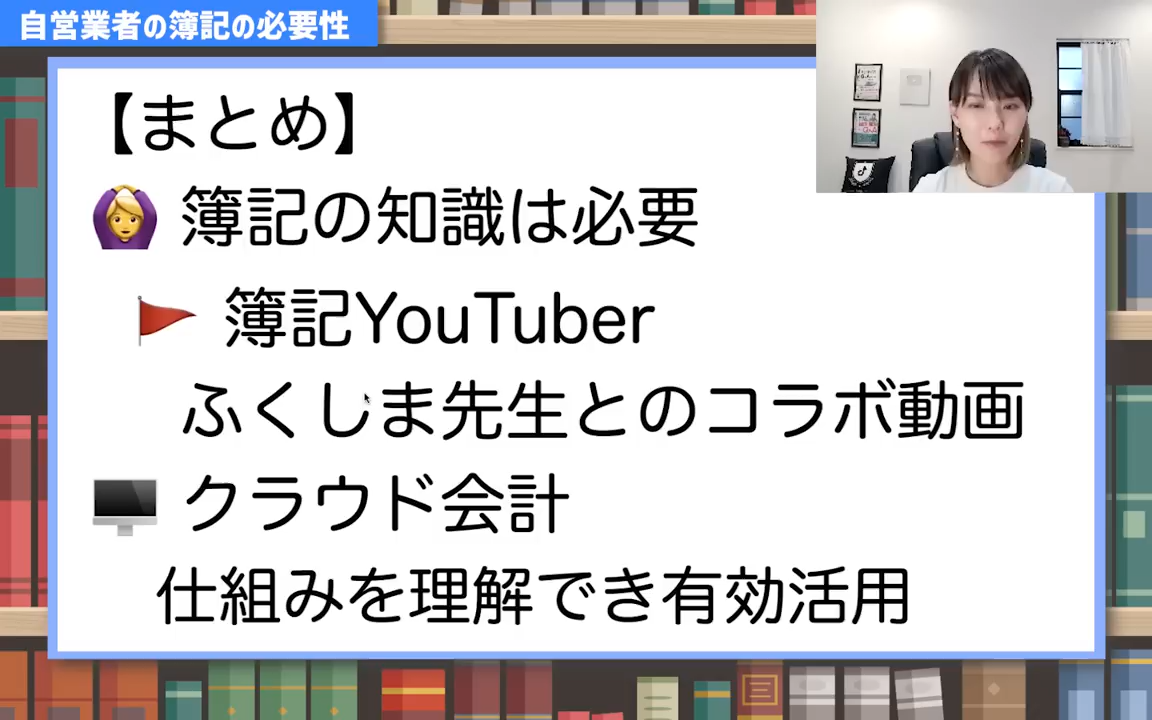 自営業者の簿記の必要性
【まとめ】
簿記の知識は必要
簿記YouTuber
ふくしま先生とのコラボ動画
クラウド会計
仕組みを理解でき有効活用